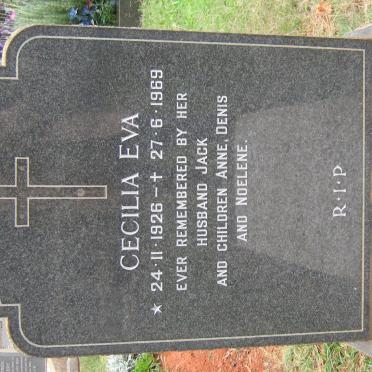 CECILIA EVA
★ 24·11·1926 – ✝ 27·6·1969
EVER REMEMBERED BY HER
HUSBAND JACK
AND CHILDREN ANNE, DENIS
AND NOELENE.
R·I·P